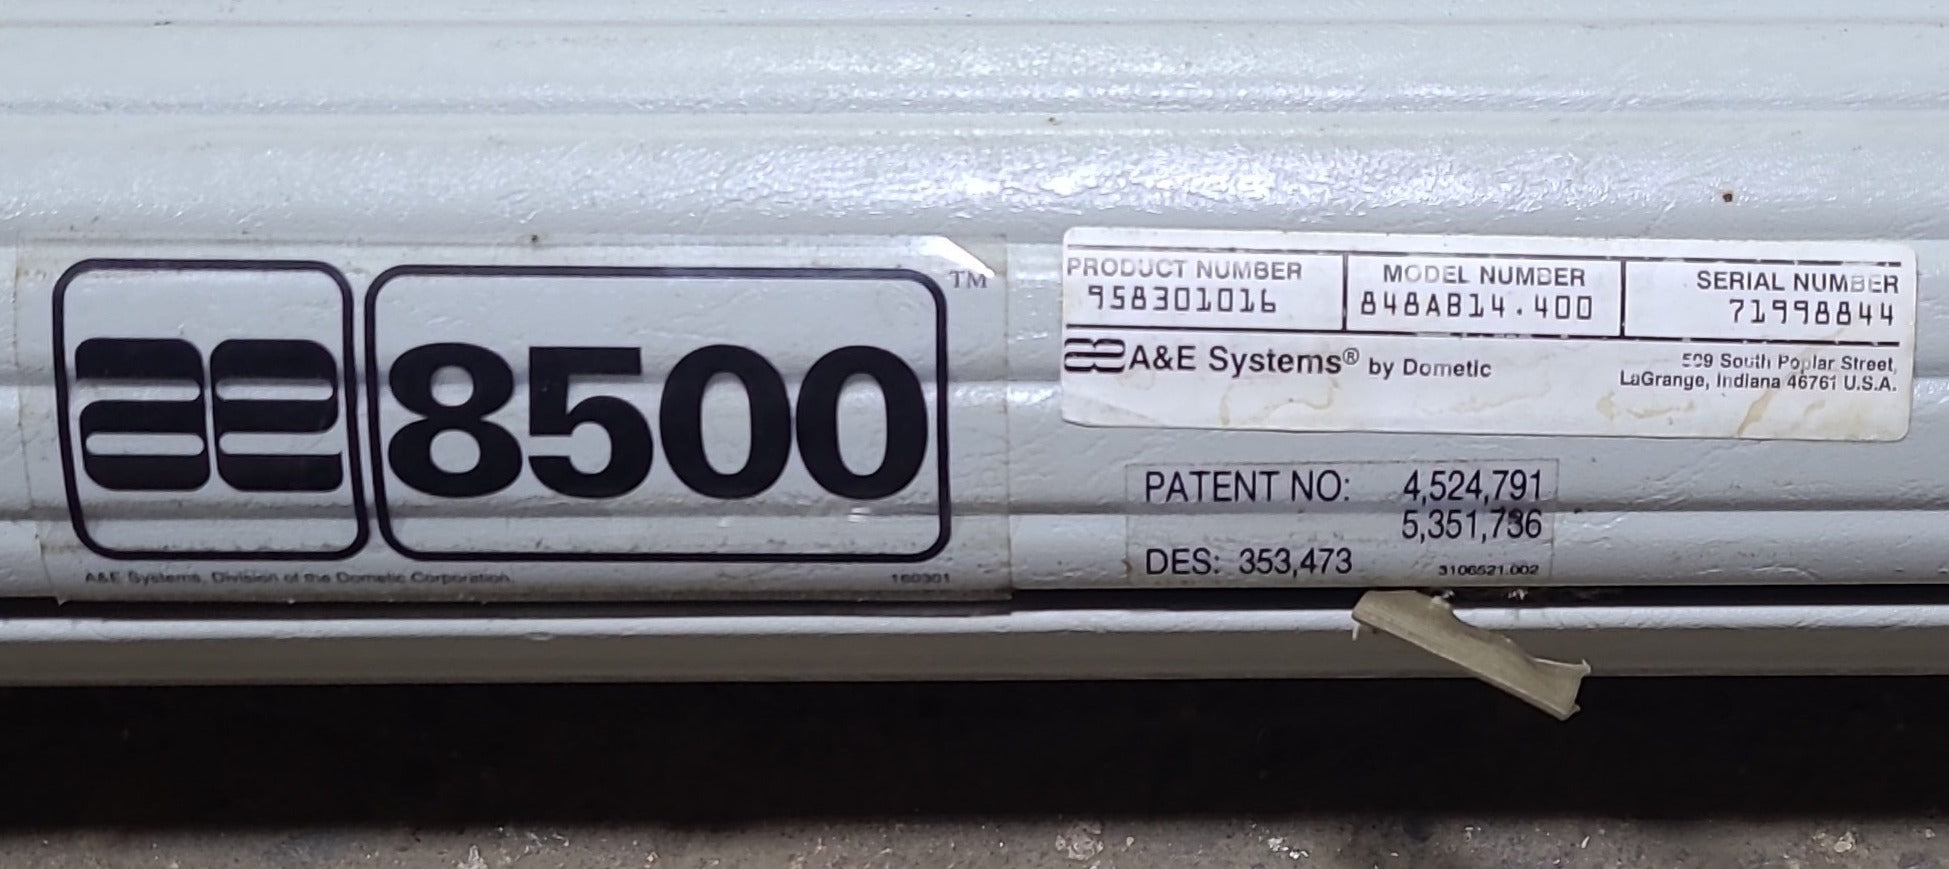 AE 8500 ™
A&E Systems, Division of the Dometic Corporation
160301
PRODUCT NUMBER
958301016
MODEL NUMBER
848AB14.400
SERIAL NUMBER
71998844
AE A&E Systems® by Dometic
509 South Poplar Street,
LaGrange, Indiana 46761 U.S.A.
PATENT NO: 4,524,791
5,351,736
DES: 353,473
3106521.002